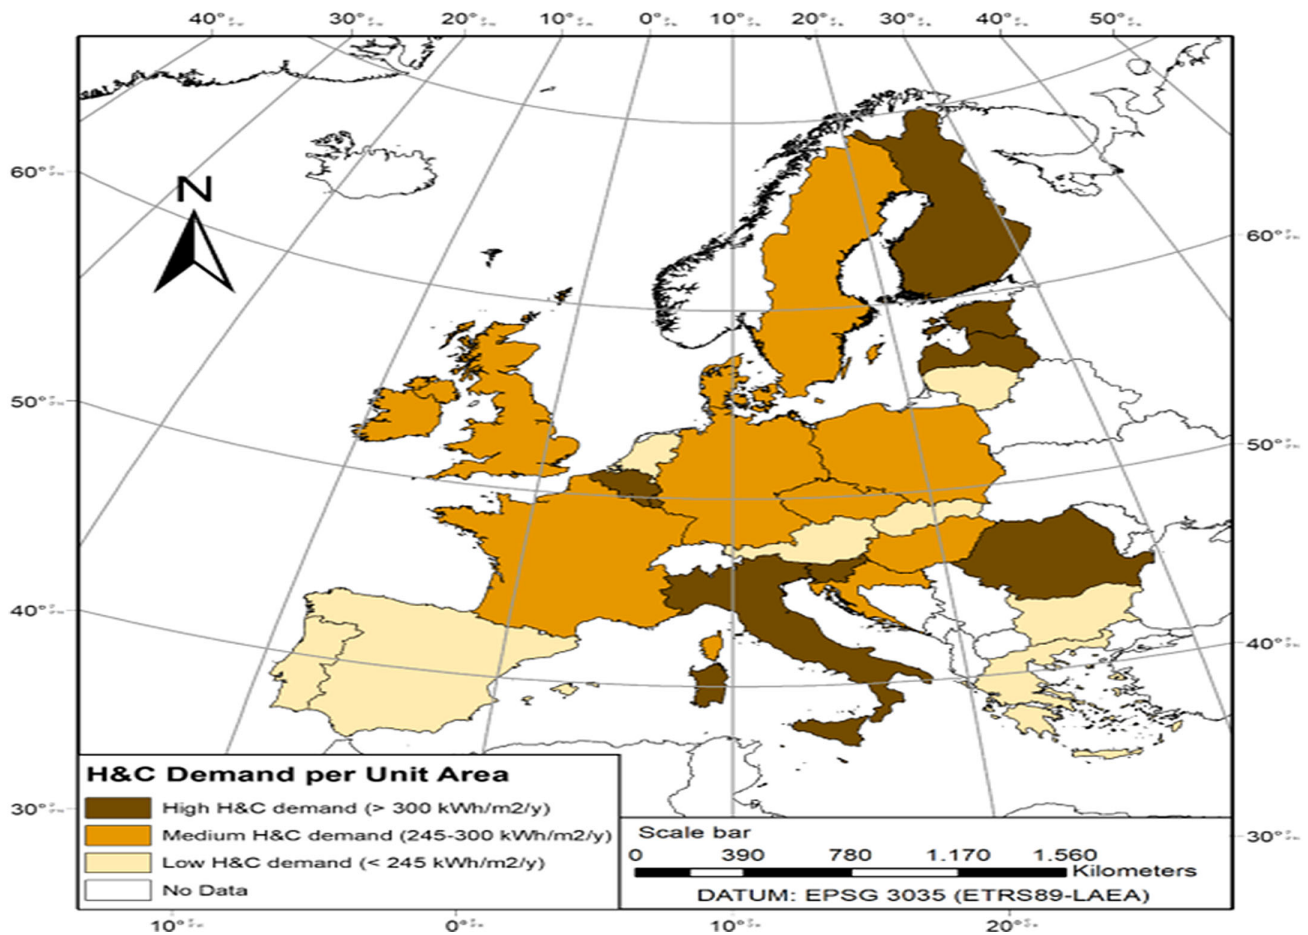 40° 30° 20° 10° 0° 10° 20° 30° 40° 50°
60°
N
60°
50°
50°
40°
40°
H&C Demand per Unit Area
High H&C demand (> 300 kWh/m2/y)
Medium H&C demand (245-300 kWh/m2/y)
Low H&C demand (< 245 kWh/m2/y)
No Data
30°
Scale bar
0 390 780 1.170 1.560
Kilometers
DATUM: EPSG 3035 (ETRS89-LAEA)
30°
10° 0° 10° 20°